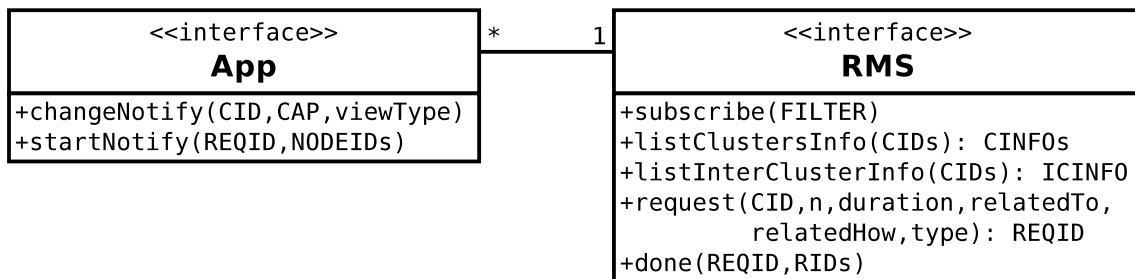 <<interface>>
App
+changeNotify(CID,CAP,viewType)
+startNotify(REQID,NODEIDs)
* 1
<<interface>>
RMS
+subscribe(FILTER)
+listClustersInfo(CIDs): CINFOs
+listInterClusterInfo(CIDs): ICINFO
+request(CID,n,duration,relatedTo,
relatedHow,type): REQID
+done(REQID,RIDs)